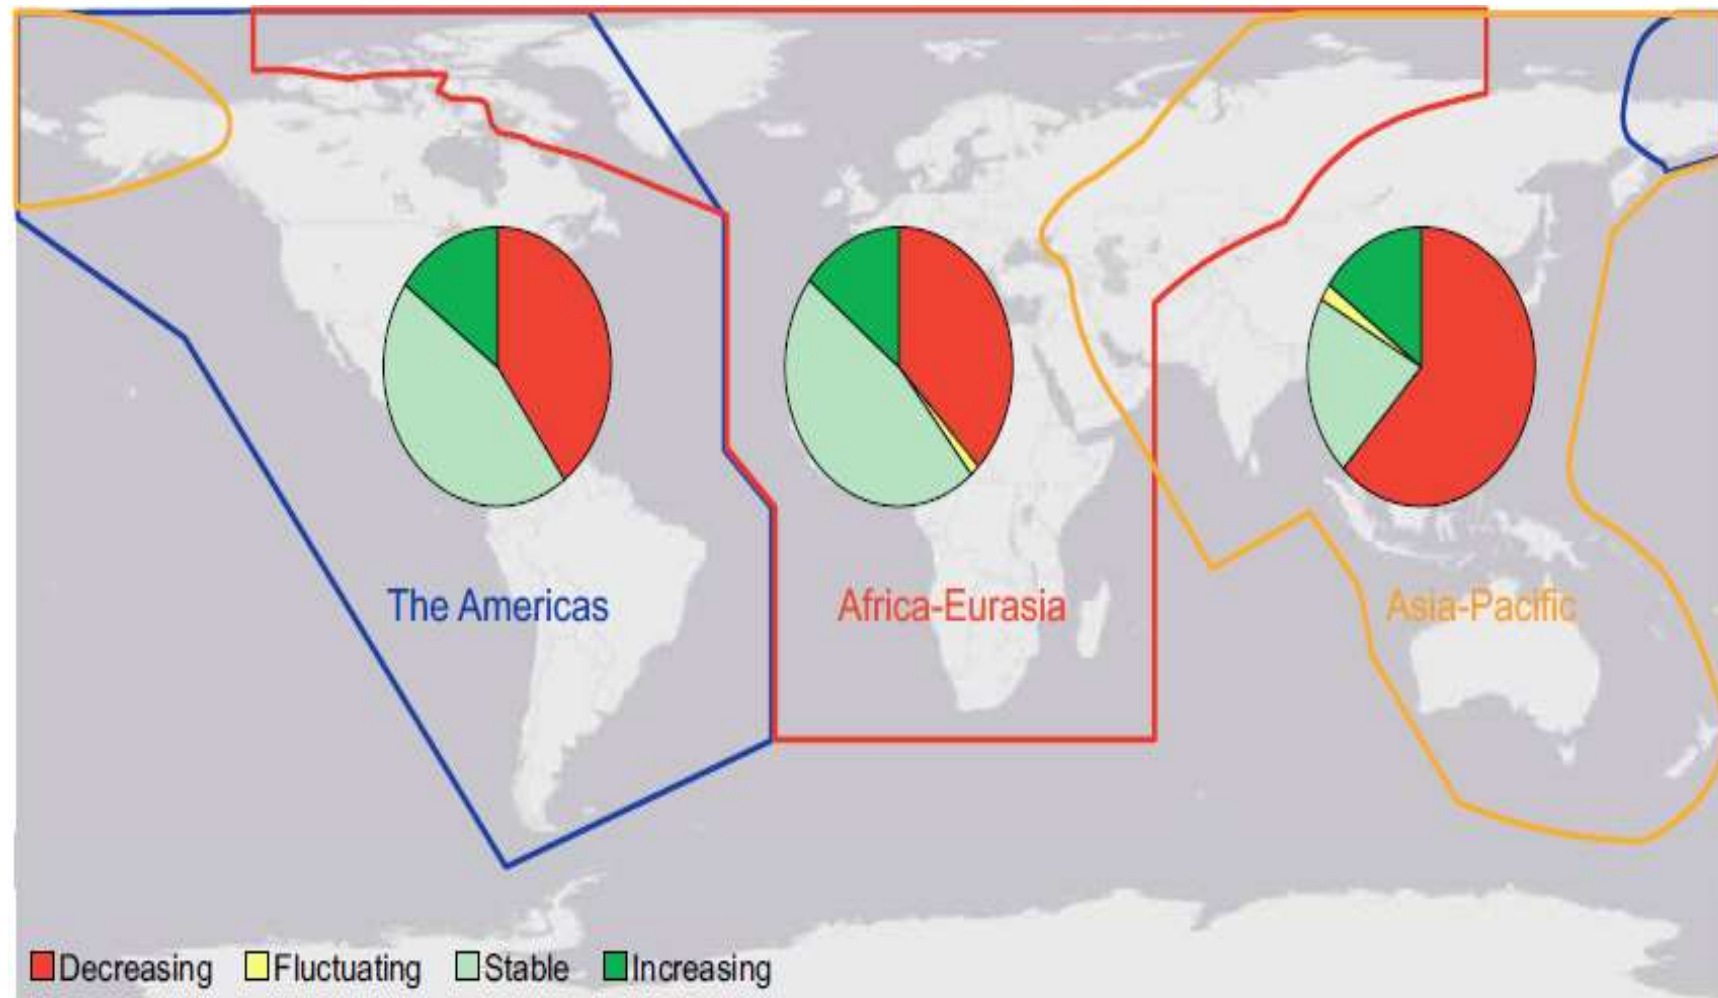 The Americas
Africa-Eurasia
Asia-Pacific
Decreasing Fluctuating Stable Increasing